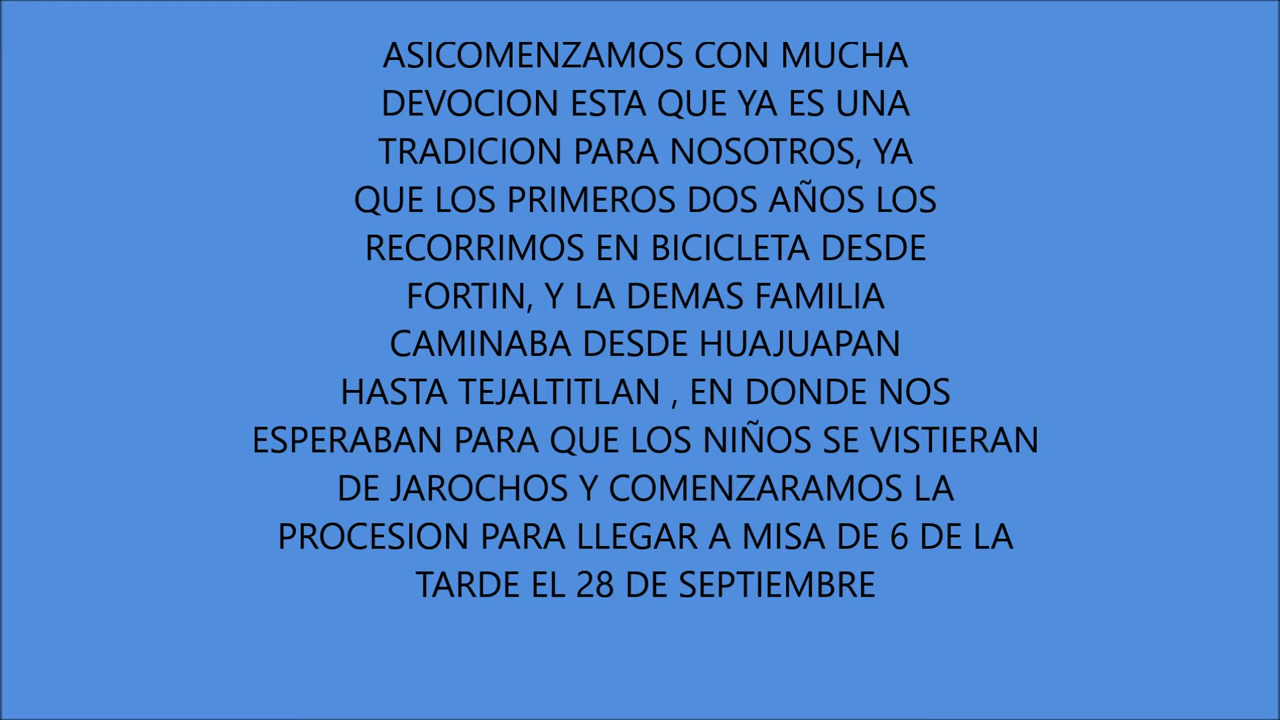 ASICOMENZAMOS CON MUCHA
DEVOCION ESTA QUE YA ES UNA
TRADICION PARA NOSOTROS, YA
QUE LOS PRIMEROS DOS AÑOS LOS
RECORRIMOS EN BICICLETA DESDE
FORTIN, Y LA DEMAS FAMILIA
CAMINABA DESDE HUAJUAPAN
HASTA TEJALTITLAN , EN DONDE NOS
ESPERABAN PARA QUE LOS NIÑOS SE VISTIERAN
DE JAROCHOS Y COMENZARAMOS LA
PROCESION PARA LLEGAR A MISA DE 6 DE LA
TARDE EL 28 DE SEPTIEMBRE